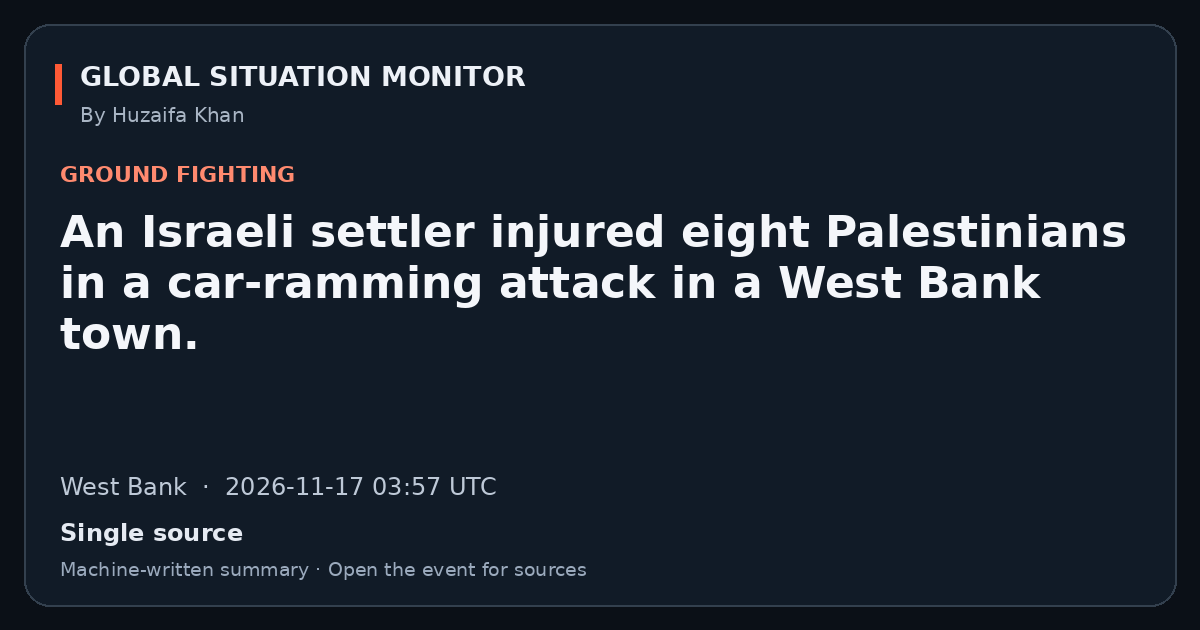 GLOBAL SITUATION MONITOR
By Huzaifa Khan
GROUND FIGHTING
An Israeli settler injured eight Palestinians
in a car-ramming attack in a West Bank
town.
West Bank · 2026-11-17 03:57 UTC
Single source
Machine-written summary · Open the event for sources